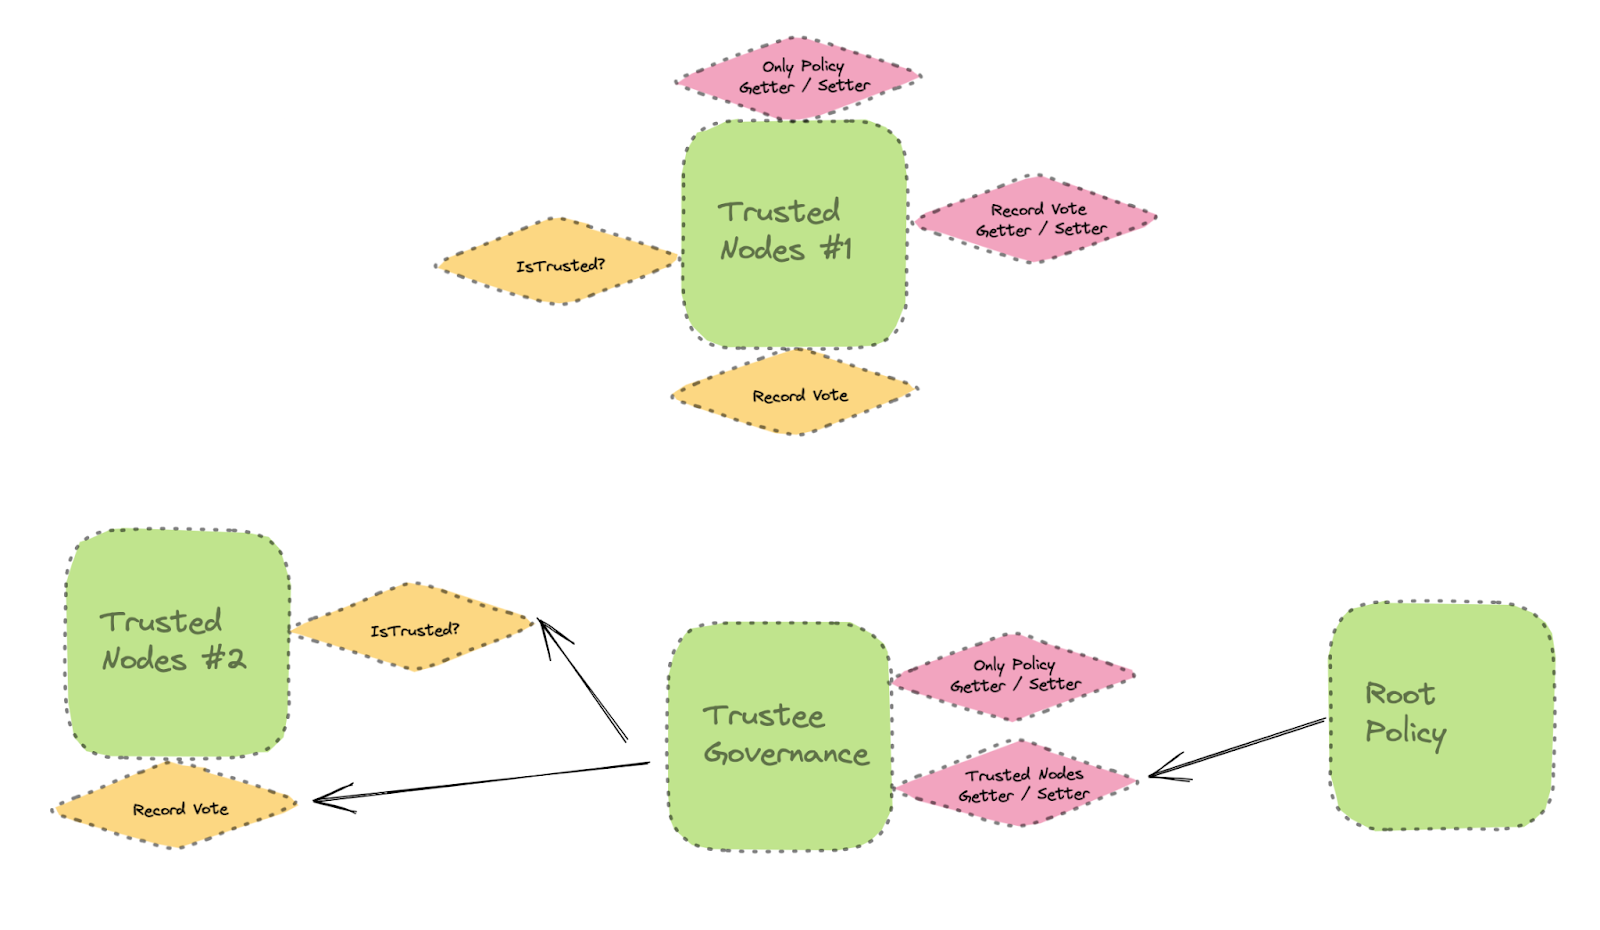 Only Policy
Getter / Setter
Trusted
Nodes #1
Record Vote
Getter / Setter
IsTrusted?
Record Vote
Trusted
Nodes #2
IsTrusted?
Record Vote
Trustee
Governance
Only Policy
Getter / Setter
Trusted Nodes
Getter / Setter
Root
Policy